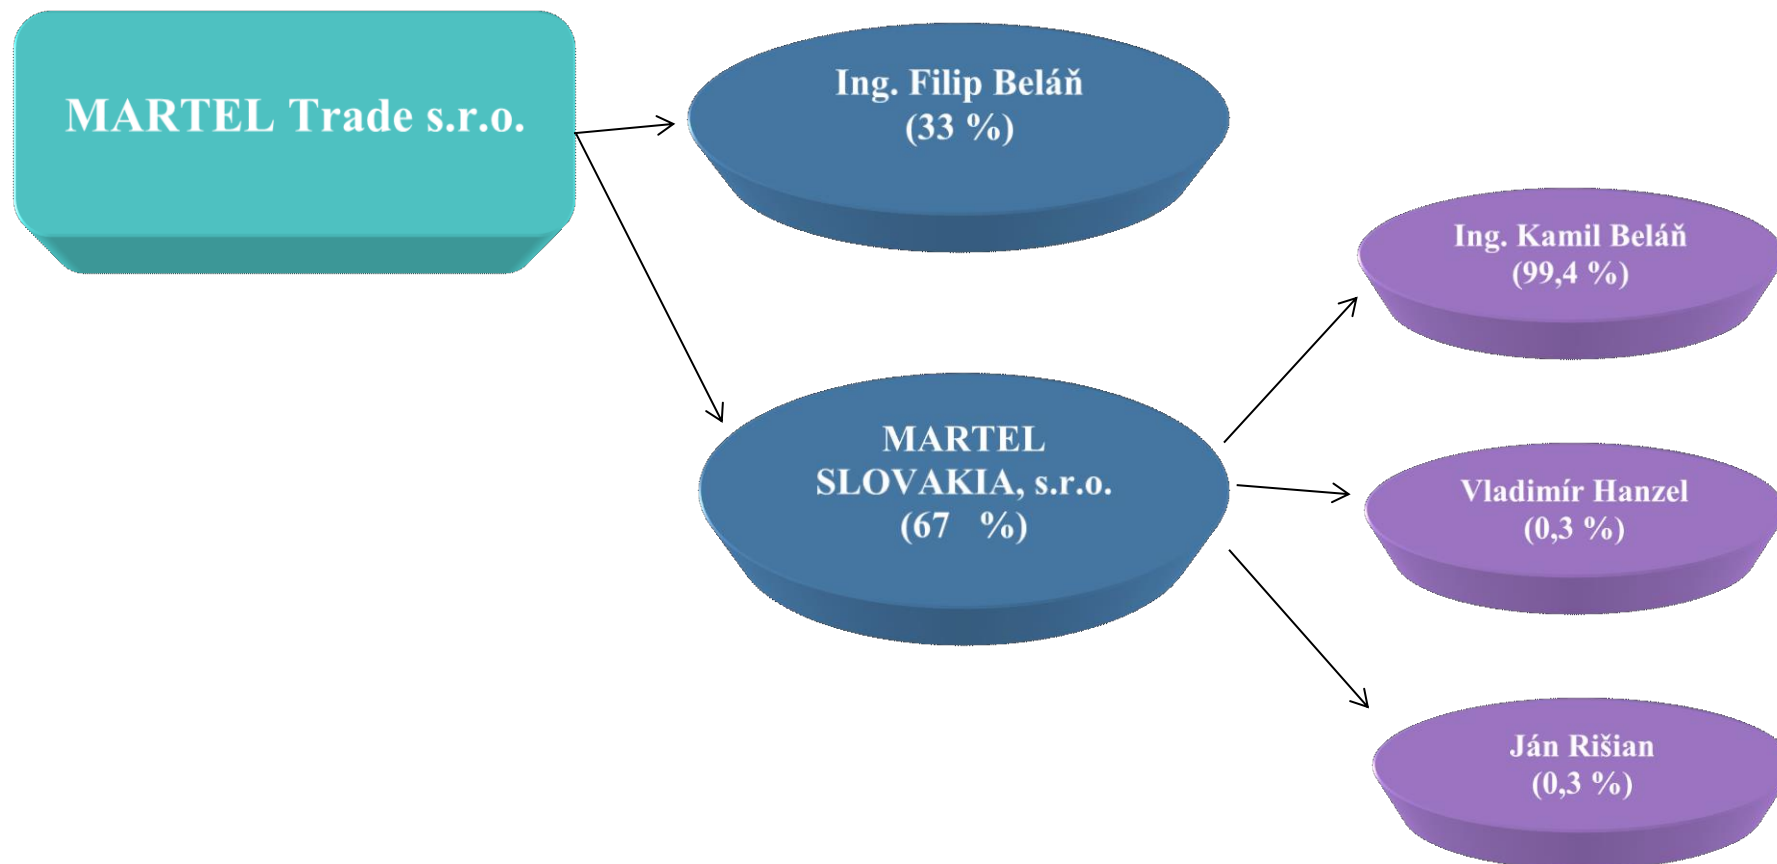 MARTEL Trade s.r.o.
Ing. Filip Beláň
(33 %)
MARTEL
SLOVAKIA, s.r.o.
(67 %)
Ing. Kamil Beláň
(99,4 %)
Vladimír Hanzel
(0,3 %)
Ján Rišian
(0,3 %)